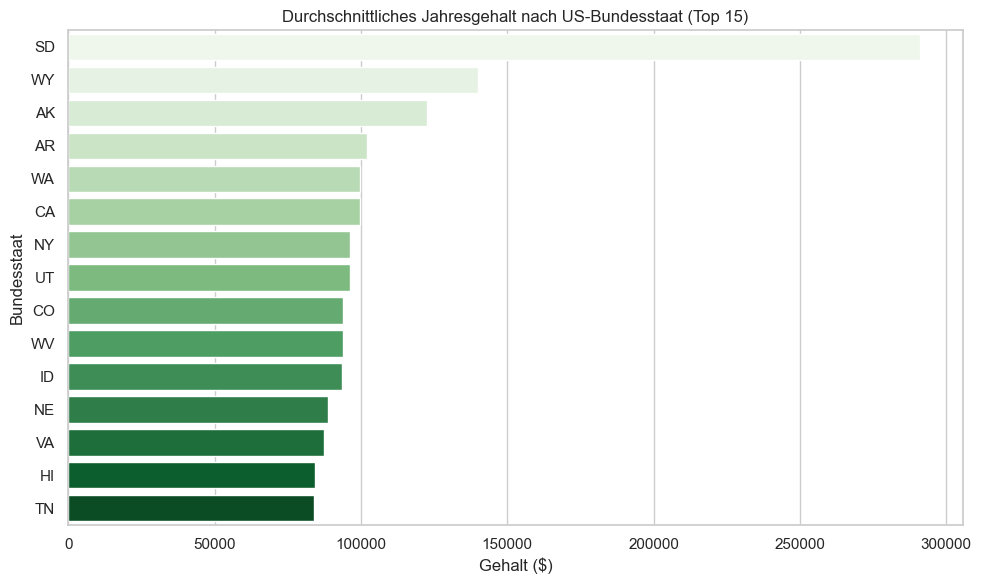 Durchschnittliches Jahresgehalt nach US-Bundesstaat (Top 15)
Bundesstaat
SD
WY
AK
AR
WA
CA
NY
UT
CO
WV
ID
NE
VA
HI
TN
0 50000 100000 150000 200000 250000 300000
Gehalt ($)